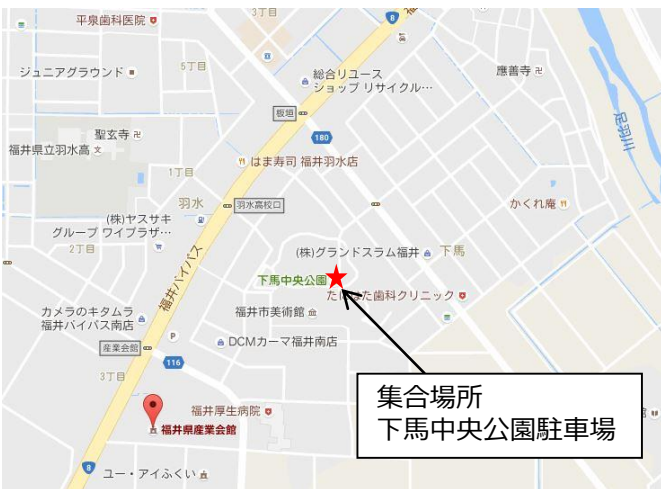 平泉歯科医院
3丁目
8
ジュニアグラウンド
5丁目
総合リユース
ショップ リサイクル…
應善寺
板垣
足羽川
180
聖玄寺
福井県立羽水高
はま寿司 福井羽水店
1丁目
羽水
羽水高校口
かくれ庵
(株)ヤスサキ
グループ ワイプラザ…
2丁目
(株)グランドスラム福井
下馬
福井バイパス
下馬中央公園
歯科クリニック
カメラのキタムラ
福井バイパス南店
福井市美術館
P
DCMカーマ福井南店
産業会館
116
3丁目
集合場所
下馬中央公園駐車場
福井厚生病院
福井県産業会館
8
ユー・アイふくい